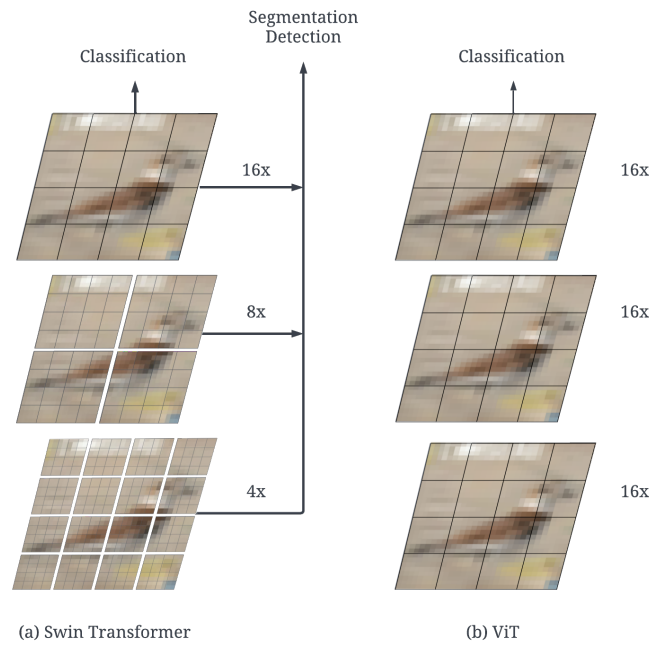 Segmentation
Detection
Classification
Classification
16x
16x
8x
16x
4x
16x
(a) Swin Transformer
(b) ViT